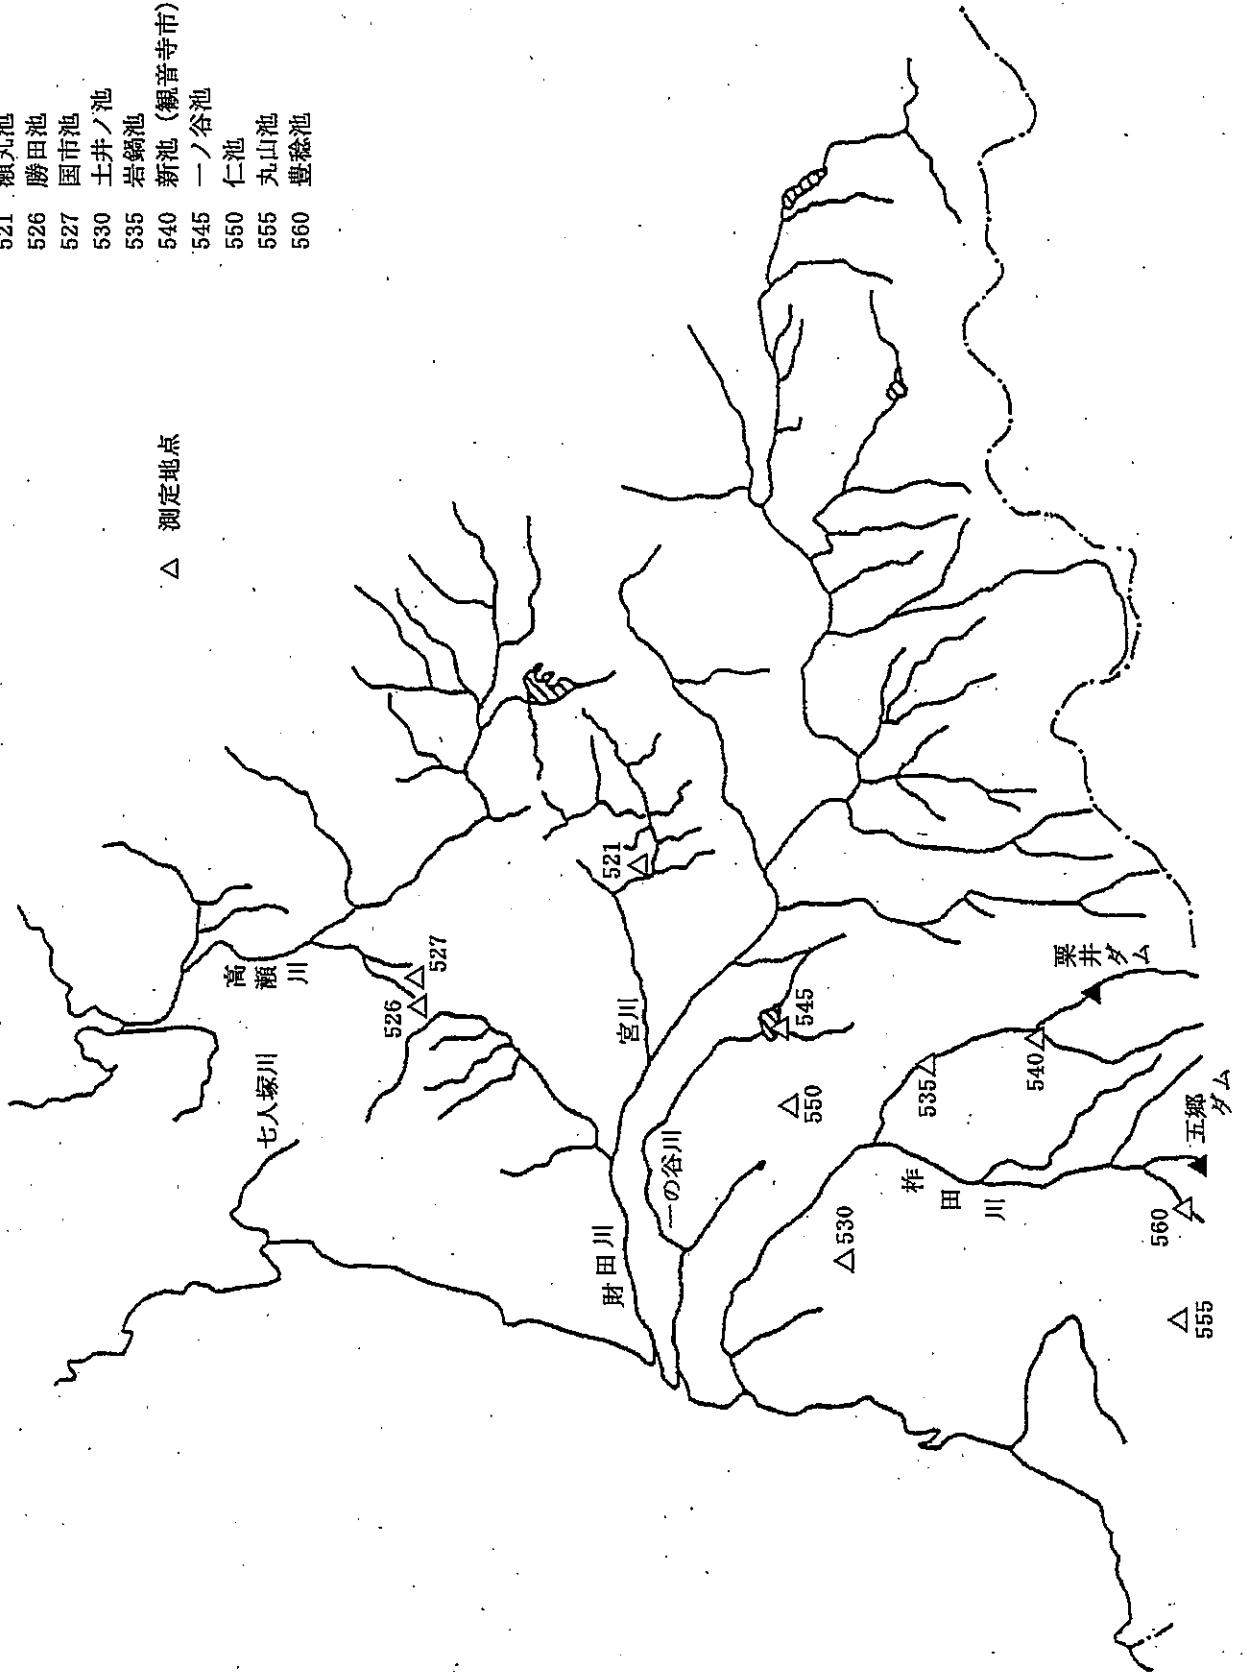 521 瀬丸池
526 勝田池
527 国市池
530 土井ノ池
535 岩鍋池
540 新池（観音寺市）
545 一ノ谷池
550 仁池
555 丸山池
560 豊稔池
△ 測定地点
高瀬川
七人塚川
526
527
521
宮川
財田川
一の谷川
545
550
530
535
540
粟井ダム
柞田川
五郷ダム
560
555